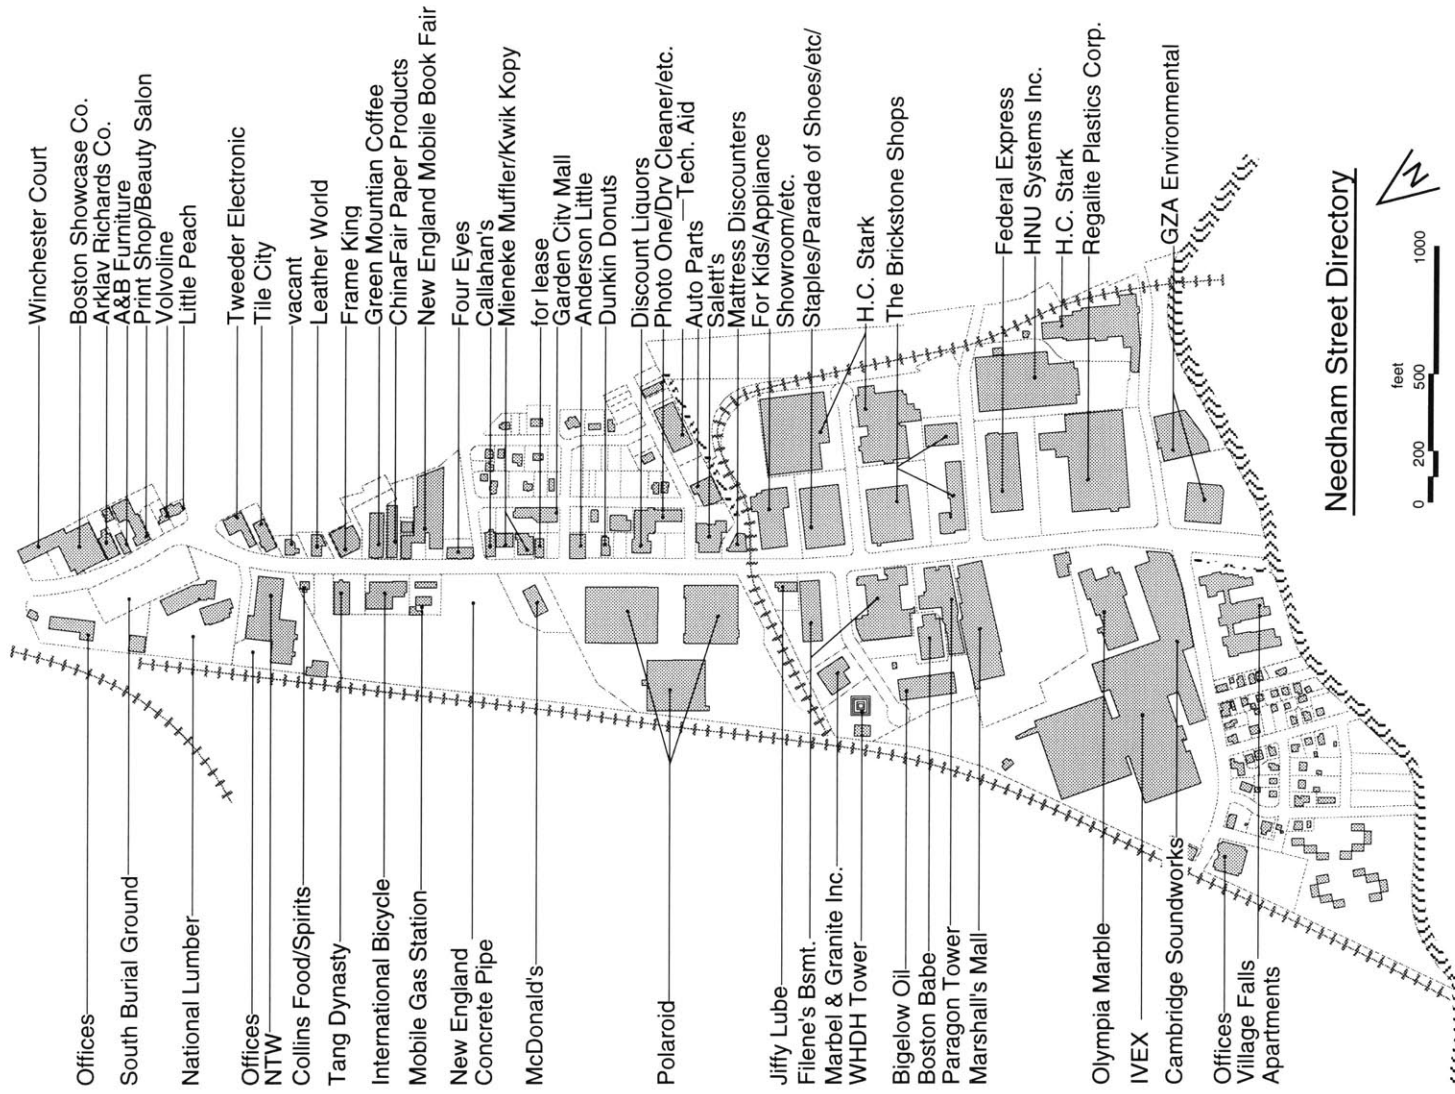 Winchester Court
Boston Showcase Co.
Arklay Richards Co.
A&B Furniture
Print Shop/Beauty Salon
Volvoline
Little Peach
Tweeder Electronic
Tile City
vacant
Leather World
Frame King
Green Mountian Coffee
ChinaFair Paper Products
New England Mobile Book Fair
Four Eyes
Callahan's
Mieneke Muffler/Kwik Kopy
for lease
Garden City Mall
Anderson Little
Dunkin Donuts
Discount Liquors
Photo One/Dry Cleaner/etc.
Tech. Aid
Auto Parts
Salett's
Mattress Discounters
For Kids/Appliance
Showroom/etc.
Staples/Parade of Shoes/etc/
H.C. Stark
The Brickstone Shops
Federal Express
HNU Systems Inc.
H.C. Stark
Regalite Plastics Corp.
GZA Environmental
Offices
South Burial Ground
National Lumber
Offices
NTW
Collins Food/Spirits
Tang Dynasty
International Bicycle
Mobile Gas Station
New England
Concrete Pipe
McDonald's
Polaroid
Jiffy Lube
Filene's Bsmt.
Marbel & Granite Inc.
WHDH Tower
Bigelow Oil
Boston Babe
Paragon Tower
Marshall's Mall
Olympia Marble
IVEX
Cambridge Soundworks
Offices
Village Falls
Apartments
Needham Street Directory
N
feet
0 200 500 1000